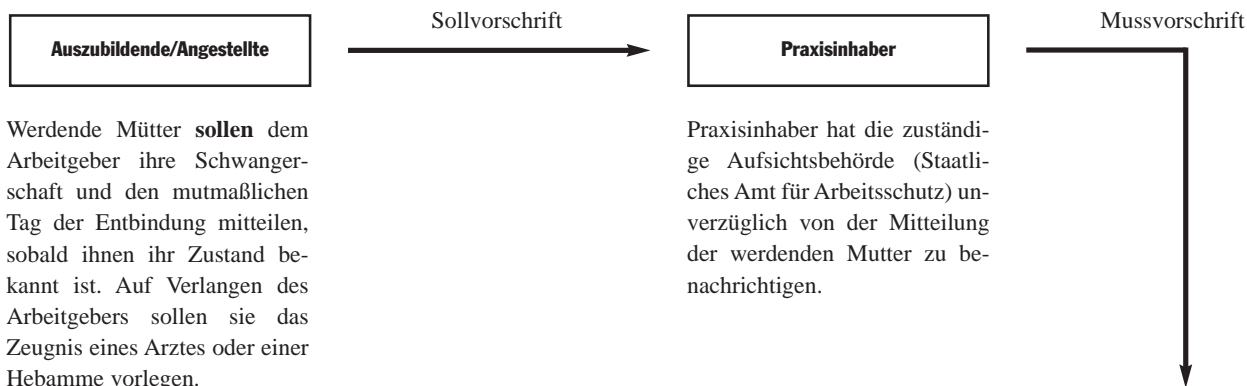 Sollvorschrift
Mussvorschrift
Auszubildende/Angestellte
Praxisinhaber
Werdende Mütter sollen dem
Arbeitgeber ihre Schwanger-
schaft und den mutmaßlichen
Tag der Entbindung mitteilen,
sobald ihnen ihr Zustand be-
kannt ist. Auf Verlangen des
Arbeitgebers sollen sie das
Zeugnis eines Arztes oder einer
Hebamme vorlegen.
Praxisinhaber hat die zuständi-
ge Aufsichtsbehörde (Staatli-
ches Amt für Arbeitsschutz) un-
verzüglich von der Mitteilung
der werdenden Mutter zu be-
nachrichtigen.